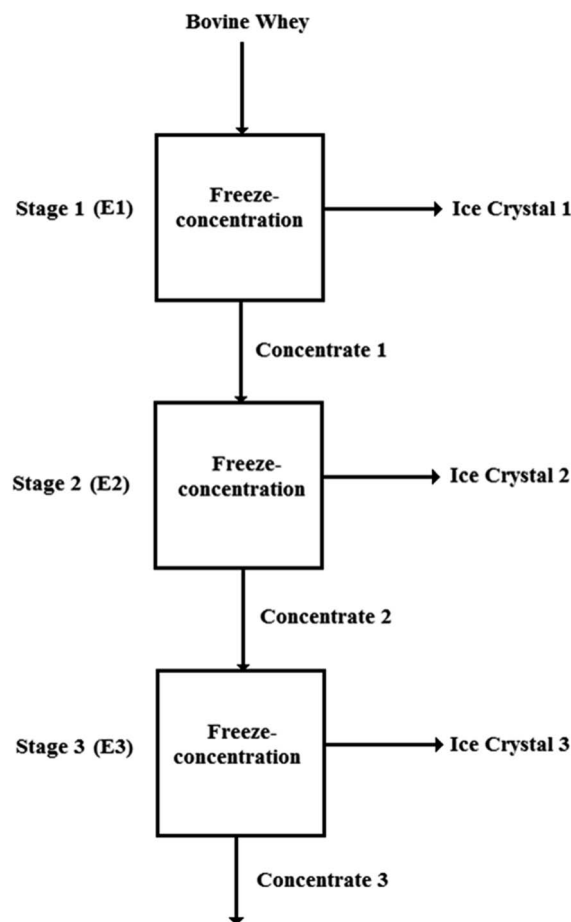 Bovine Whey
Stage 1 (E1)
Freeze-
concentration
Ice Crystal 1
Concentrate 1
Stage 2 (E2)
Freeze-
concentration
Ice Crystal 2
Concentrate 2
Stage 3 (E3)
Freeze-
concentration
Ice Crystal 3
Concentrate 3